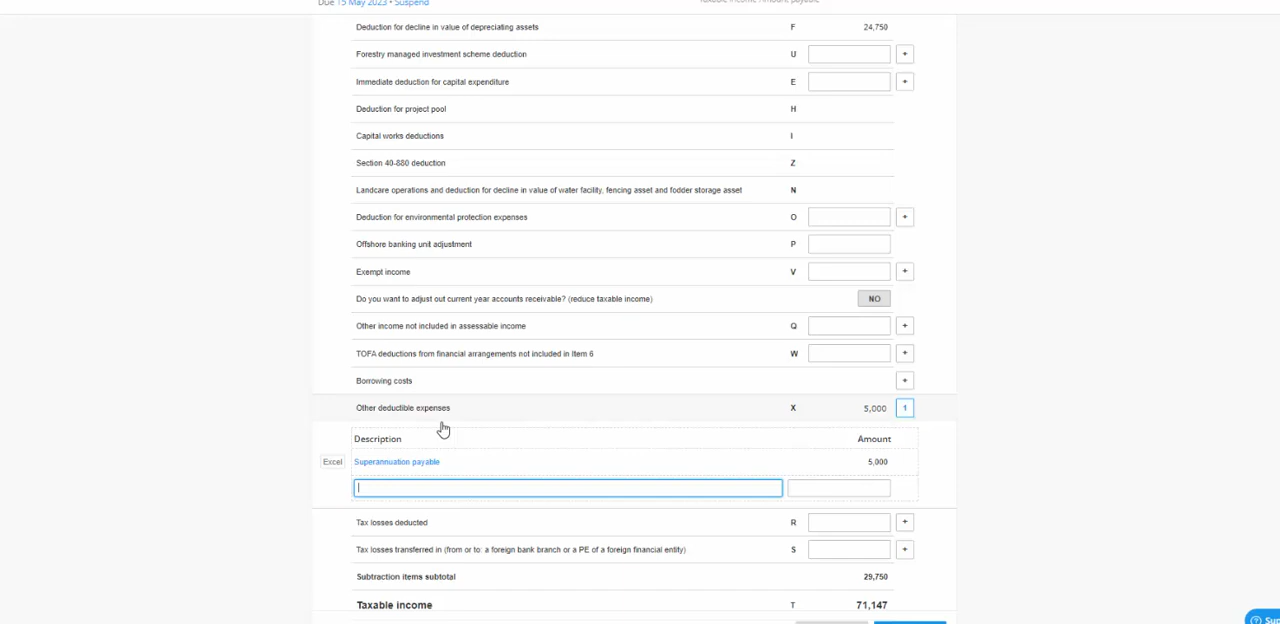 Due 15 May 2023 • Suspend
Taxable income Amount payable
Deduction for decline in value of depreciating assets F 24,750
Forestry managed investment scheme deduction U +
Immediate deduction for capital expenditure E +
Deduction for project pool H
Capital works deductions I
Section 40-880 deduction Z
Landcare operations and deduction for decline in value of water facility, fencing asset and fodder storage asset N
Deduction for environmental protection expenses O +
Offshore banking unit adjustment P
Exempt income V +
Do you want to adjust out current year accounts receivable? (reduce taxable income) NO
Other income not included in assessable income Q +
TOFA deductions from financial arrangements not included in Item 6 W +
Borrowing costs +
Other deductible expenses X 5,000 1
Description Amount
Excel Superannuation payable 5,000
Tax losses deducted R +
Tax losses transferred in (from or to: a foreign bank branch or a PE of a foreign financial entity) S +
Subtraction items subtotal 29,750
Taxable income T 71,147